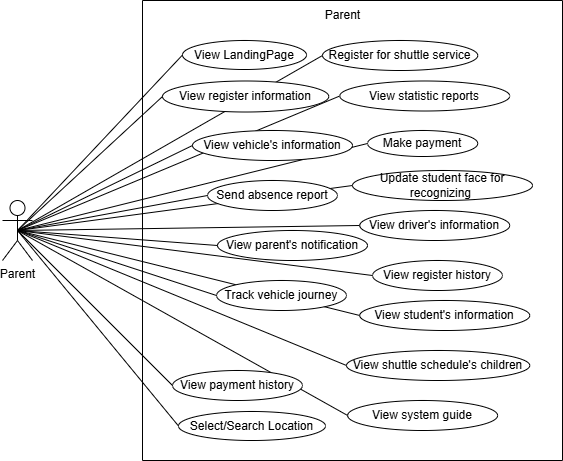 Parent
View LandingPage
Register for shuttle service
View register information
View statistic reports
View vehicle's information
Make payment
Update student face for
recognizing
Send absence report
View driver's information
View parent's notification
Parent
View register history
Track vehicle journey
View student's information
View shuttle schedule's children
View payment history
View system guide
Select/Search Location